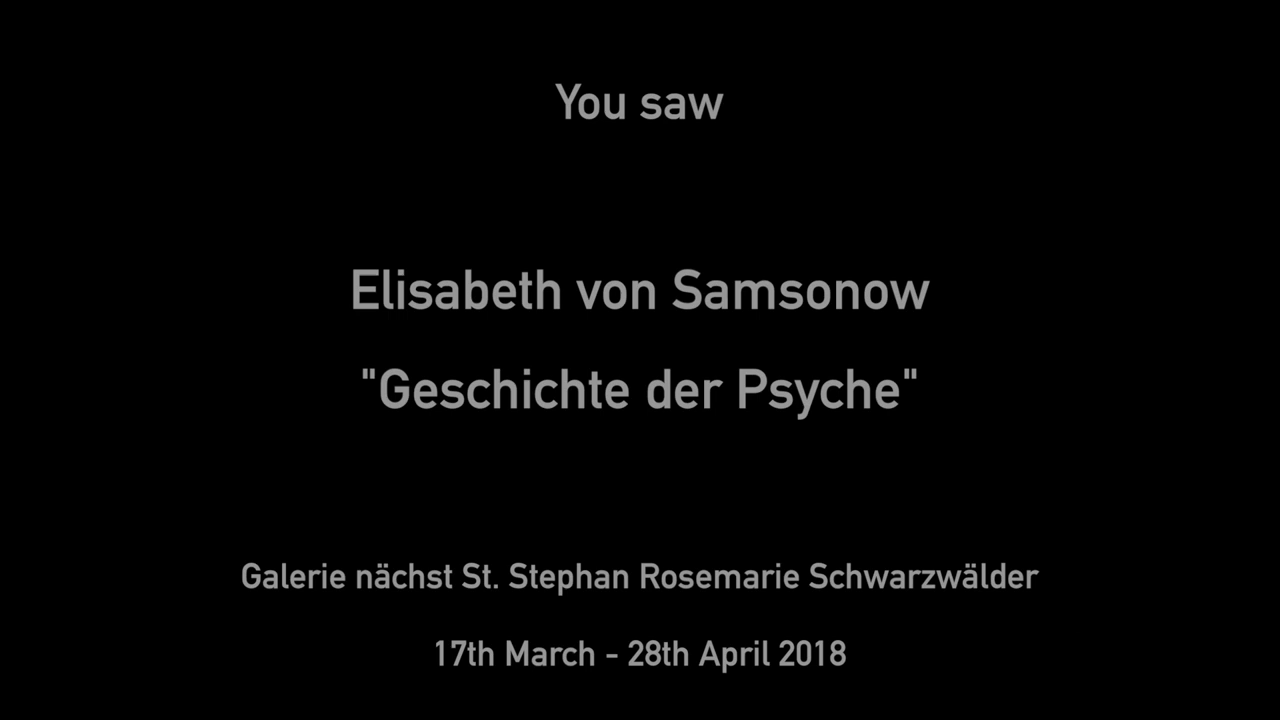 You saw
Elisabeth von Samsonow
"Geschichte der Psyche"
Galerie nächst St. Stephan Rosemarie Schwarzwälder
17th March - 28th April 2018